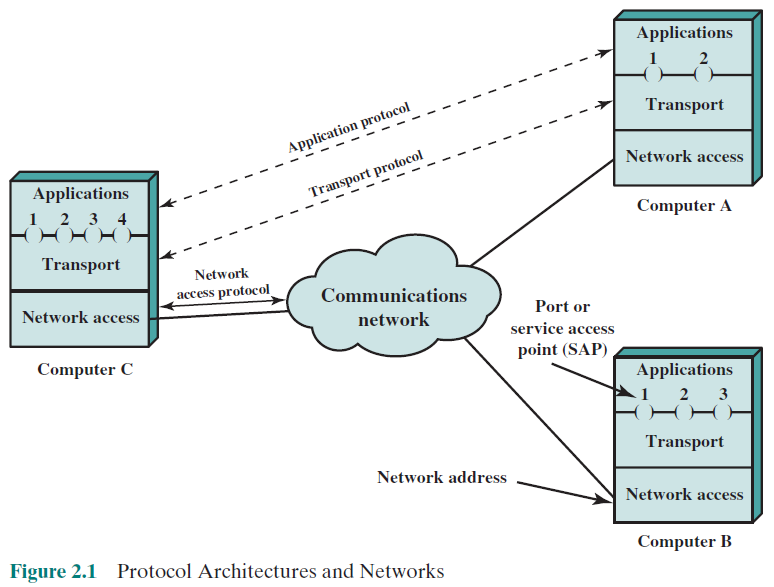 Applications
1 2
Transport
Network access
Computer A
Application protocol
Transport protocol
Applications
1 2 3 4
Transport
Network access
Computer C
Network
access protocol
Communications
network
Port or
service access
point (SAP)
Applications
1 2 3
Transport
Network access
Computer B
Network address
Figure 2.1 Protocol Architectures and Networks